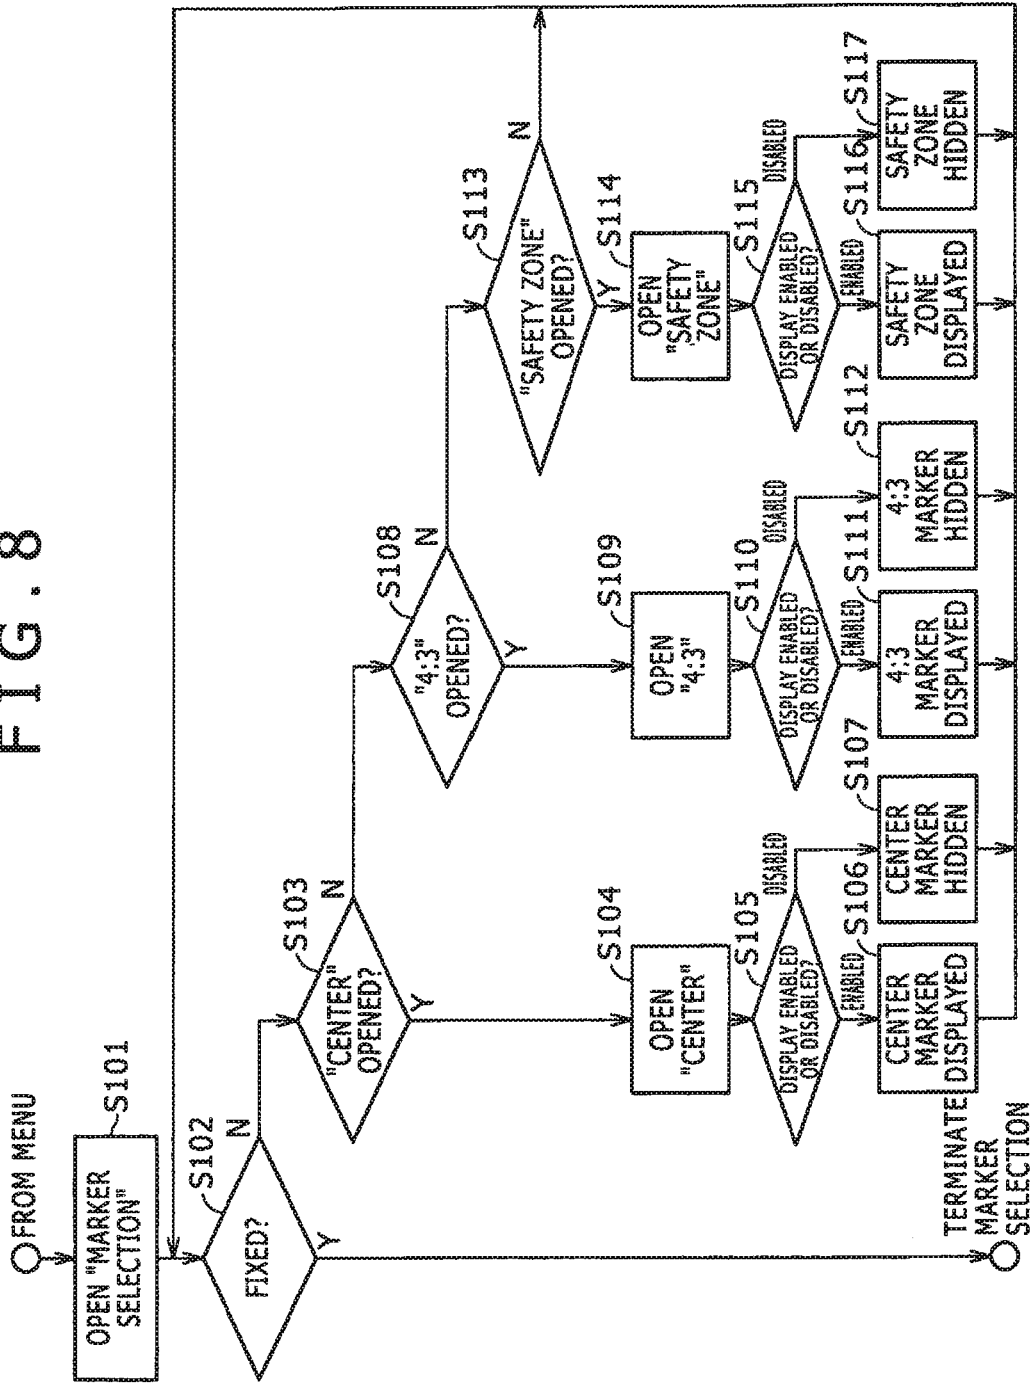 FIG.8
FROM MENU
S101
OPEN "MARKER
SELECTION"
S102
FIXED?
N
Y
S103
"CENTER"
OPENED?
N
Y
S104
OPEN
"CENTER"
S105
DISPLAY ENABLED
OR DISABLED?
ENABLED
DISABLED
S106
CENTER
MARKER
DISPLAYED
S107
CENTER
MARKER
HIDDEN
S108
"4:3"
OPENED?
N
Y
S109
OPEN
"4:3"
S110
DISPLAY ENABLED
OR DISABLED?
ENABLED
DISABLED
S111
4:3
MARKER
DISPLAYED
S112
4:3
MARKER
HIDDEN
S113
"SAFETY ZONE"
OPENED?
N
Y
S114
OPEN
"SAFETY
ZONE"
S115
DISPLAY ENABLED
OR DISABLED?
ENABLED
DISABLED
S116
SAFETY
ZONE
DISPLAYED
S117
SAFETY
ZONE
HIDDEN
TERMINATE
MARKER
SELECTION